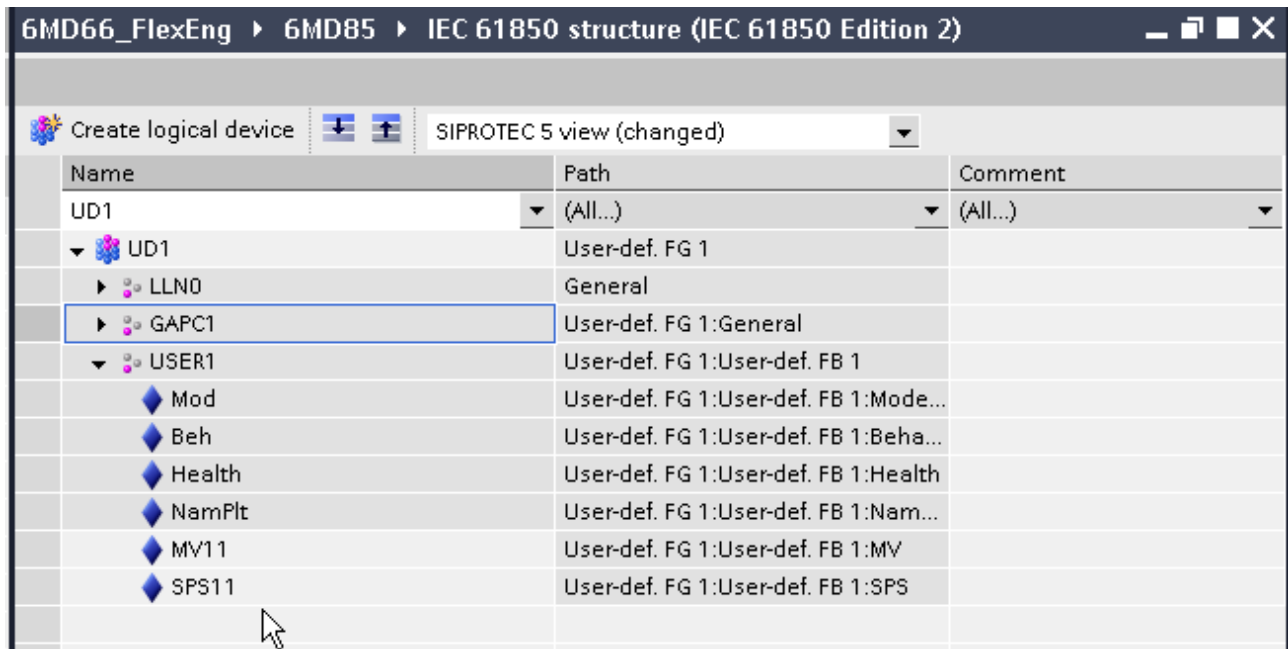 6MD66_FlexEng ▸ 6MD85 ▸ IEC 61850 structure (IEC 61850 Edition 2)
Create logical device SIPROTEC 5 view (changed)
Name Path Comment
UD1 (All...) (All...)
UD1 User-def. FG 1
LLN0 General
GAPC1 User-def. FG 1:General
USER1 User-def. FG 1:User-def. FB 1
Mod User-def. FG 1:User-def. FB 1:Mode...
Beh User-def. FG 1:User-def. FB 1:Beha...
Health User-def. FG 1:User-def. FB 1:Health
NamPlt User-def. FG 1:User-def. FB 1:Nam...
MV11 User-def. FG 1:User-def. FB 1:MV
SPS11 User-def. FG 1:User-def. FB 1:SPS